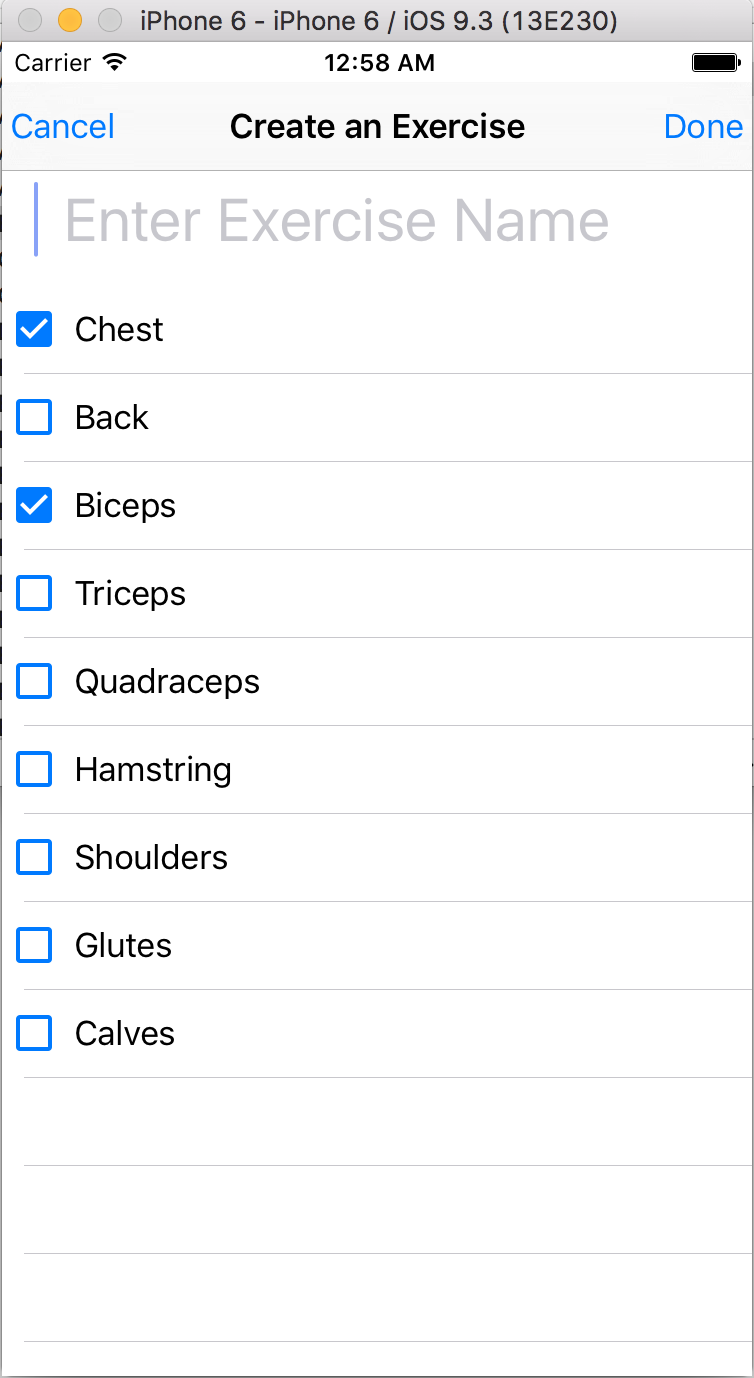 iPhone 6 - iPhone 6 / iOS 9.3 (13E230)
Carrier 12:58 AM
Cancel Create an Exercise Done
Enter Exercise Name
Chest
Back
Biceps
Triceps
Quadraceps
Hamstring
Shoulders
Glutes
Calves